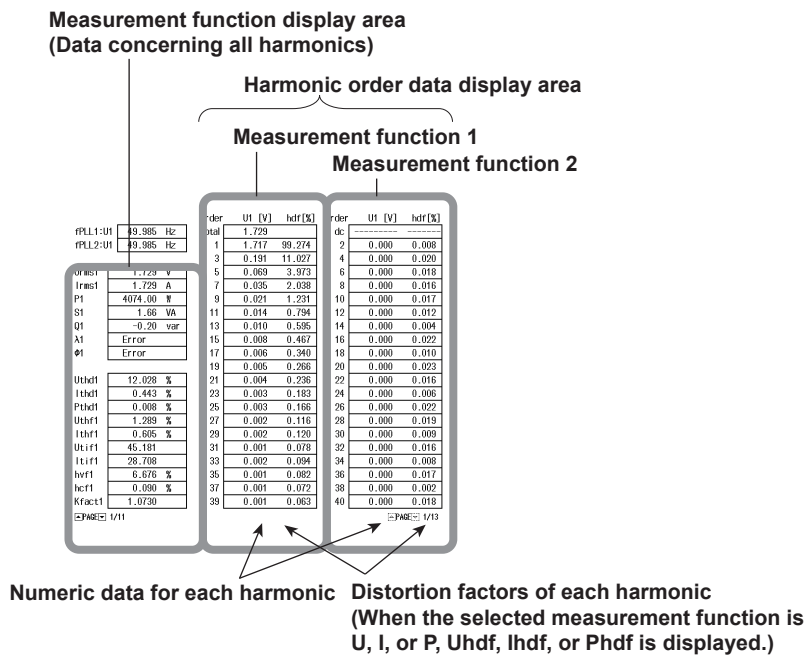 Measurement function display area
(Data concerning all harmonics)
Harmonic order data display area
Measurement function 1
Measurement function 2
fPLL1:U1 49.985 Hz
fPLL2:U1 49.985 Hz
Urms1 1.729 V
Irms1 1.729 A
P1 4074.00 W
S1 1.66 VA
Q1 -0.20 var
λ1 Error
Φ1 Error
Uthd1 12.028 %
Ithd1 0.443 %
Pthd1 0.008 %
Uthf1 1.289 %
Ithf1 0.605 %
Utif1 45.181
Itif1 28.708
hvf1 6.676 %
hcf1 0.090 %
Kfact1 1.0730
PAGE 1/11
rder U1 [V] hdf[%]
otal 1.729
1 1.717 99.274
3 0.191 11.027
5 0.069 3.973
7 0.035 2.038
9 0.021 1.231
11 0.014 0.794
13 0.010 0.595
15 0.008 0.467
17 0.006 0.340
19 0.005 0.266
21 0.004 0.236
23 0.003 0.183
25 0.003 0.166
27 0.002 0.116
29 0.002 0.120
31 0.001 0.078
33 0.002 0.094
35 0.001 0.082
37 0.001 0.072
39 0.001 0.063
rder U1 [V] hdf[%]
dc -------- -------
2 0.000 0.008
4 0.000 0.020
6 0.000 0.018
8 0.000 0.016
10 0.000 0.017
12 0.000 0.012
14 0.000 0.004
16 0.000 0.022
18 0.000 0.010
20 0.000 0.023
22 0.000 0.016
24 0.000 0.006
26 0.000 0.022
28 0.000 0.019
30 0.000 0.009
32 0.000 0.016
34 0.000 0.008
36 0.000 0.017
38 0.000 0.002
40 0.000 0.018
PAGE 1/13
Numeric data for each harmonic
Distortion factors of each harmonic
(When the selected measurement function is
U, I, or P, Uhdf, Ihdf, or Phdf is displayed.)